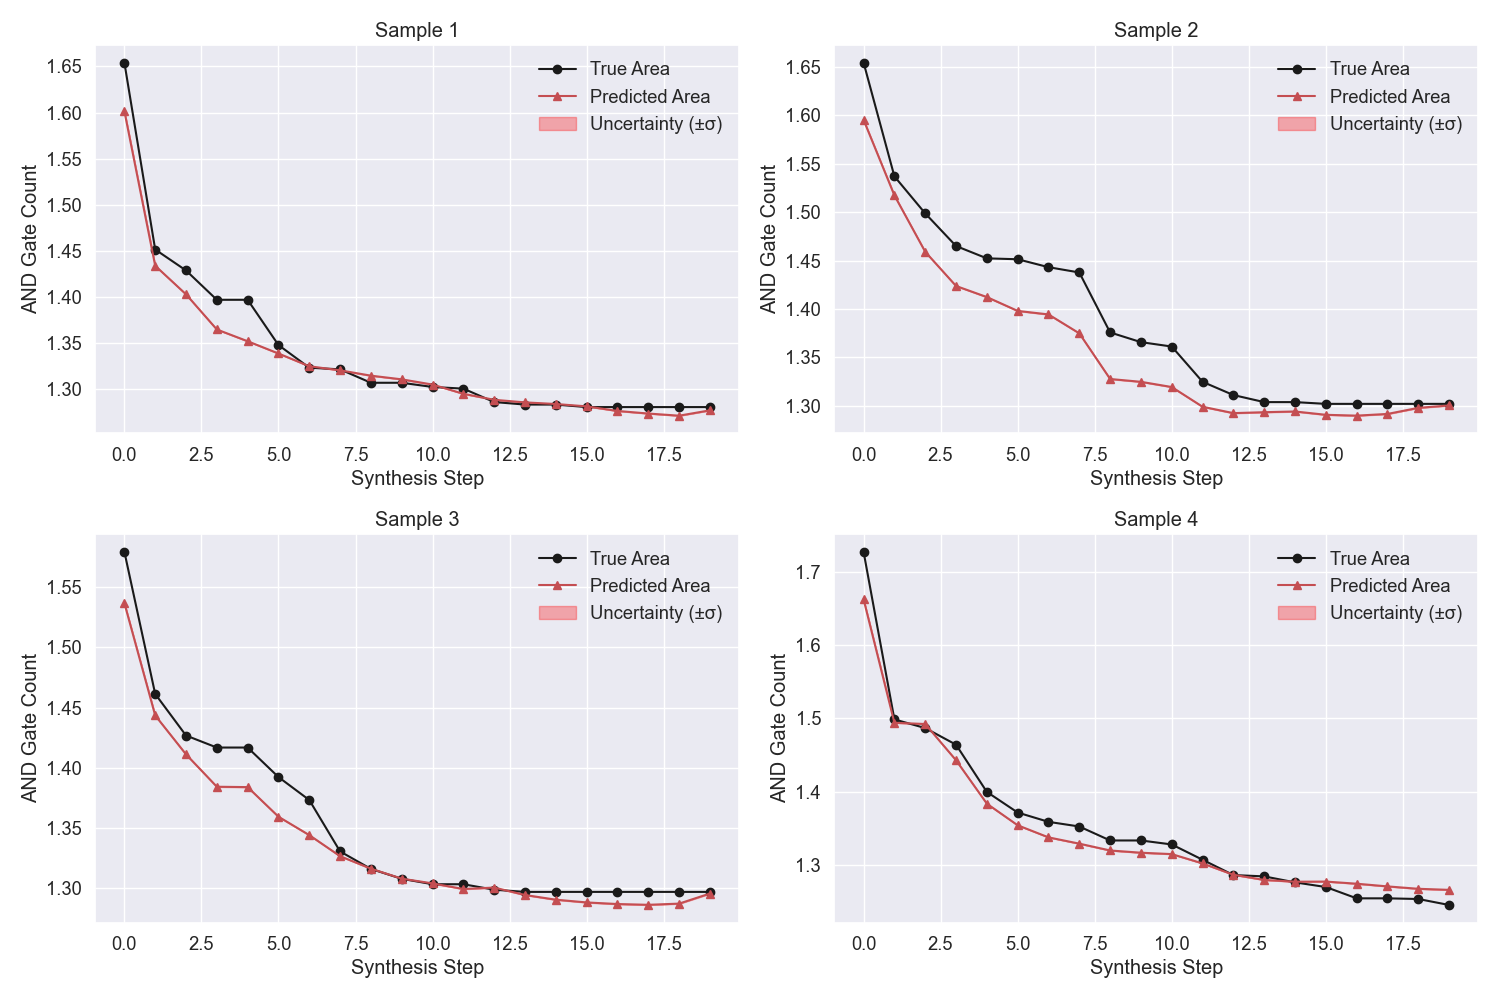 Sample 1
True Area
Predicted Area
Uncertainty (±σ)
AND Gate Count
1.65
1.60
1.55
1.50
1.45
1.40
1.35
1.30
0.0 2.5 5.0 7.5 10.0 12.5 15.0 17.5
Synthesis Step
Sample 2
True Area
Predicted Area
Uncertainty (±σ)
AND Gate Count
1.65
1.60
1.55
1.50
1.45
1.40
1.35
1.30
0.0 2.5 5.0 7.5 10.0 12.5 15.0 17.5
Synthesis Step
Sample 3
True Area
Predicted Area
Uncertainty (±σ)
AND Gate Count
1.55
1.50
1.45
1.40
1.35
1.30
0.0 2.5 5.0 7.5 10.0 12.5 15.0 17.5
Synthesis Step
Sample 4
True Area
Predicted Area
Uncertainty (±σ)
AND Gate Count
1.7
1.6
1.5
1.4
1.3
0.0 2.5 5.0 7.5 10.0 12.5 15.0 17.5
Synthesis Step